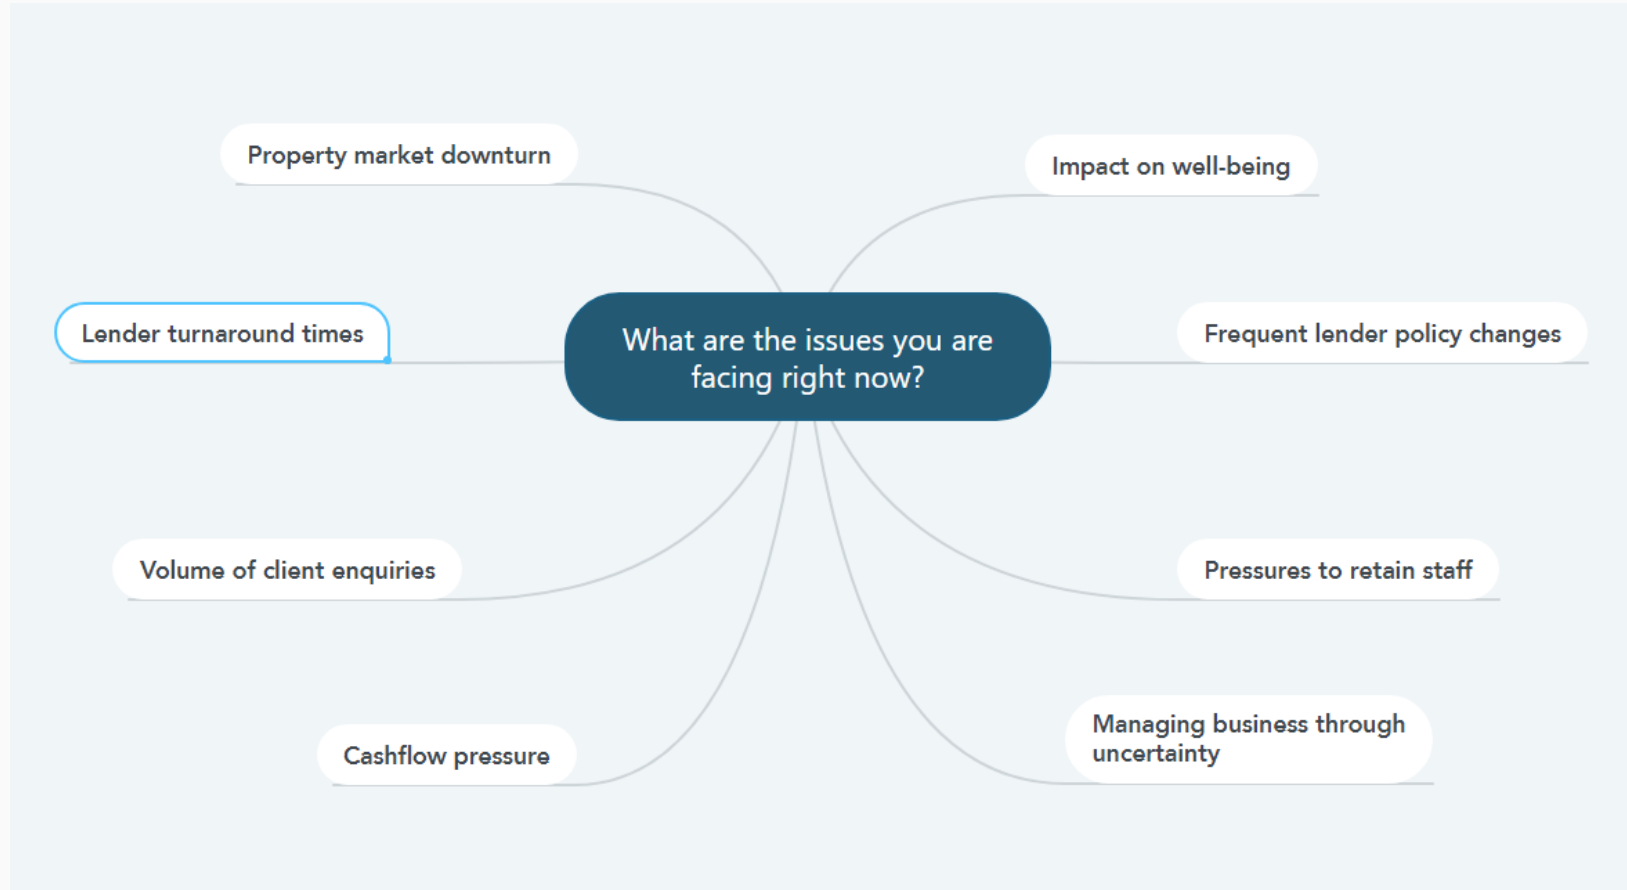 Property market downturn
Impact on well-being
Lender turnaround times
What are the issues you are
facing right now?
Frequent lender policy changes
Volume of client enquiries
Pressures to retain staff
Cashflow pressure
Managing business through
uncertainty